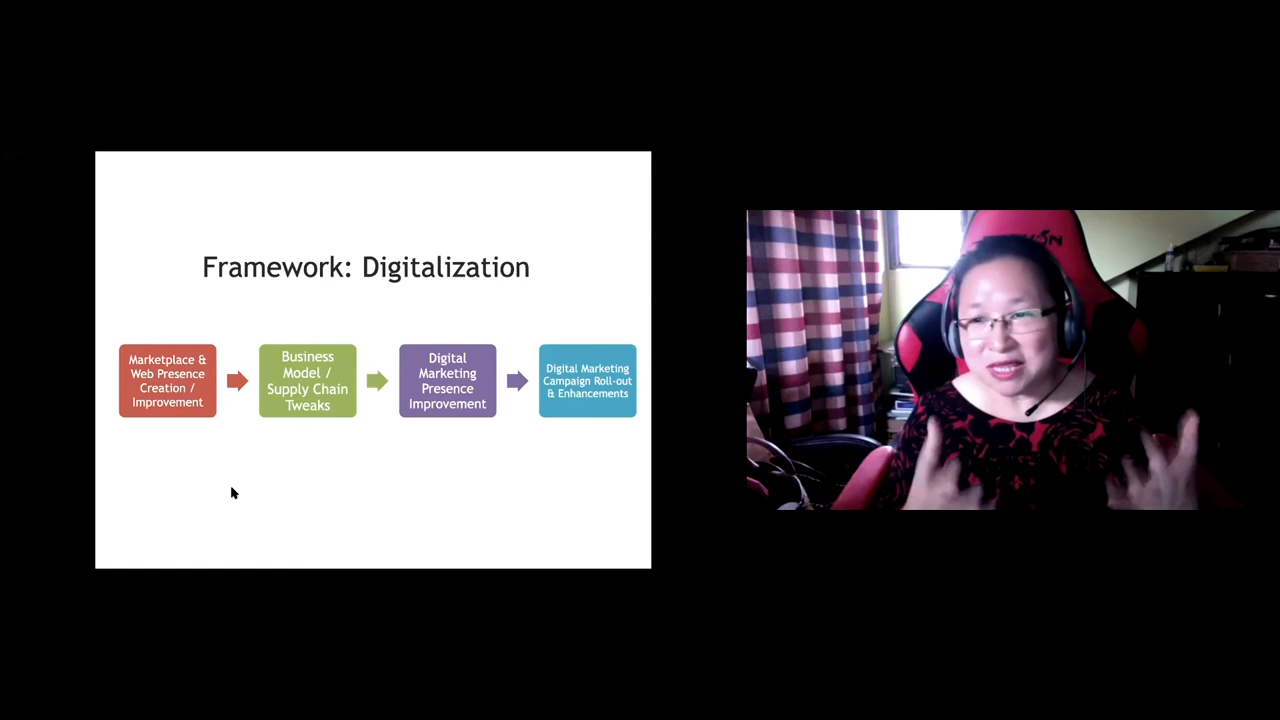 Framework: Digitalization
Marketplace &
Web Presence
Creation /
Improvement
Business
Model /
Supply Chain
Tweaks
Digital
Marketing
Presence
Improvement
Digital Marketing
Campaign Roll-out
& Enhancements